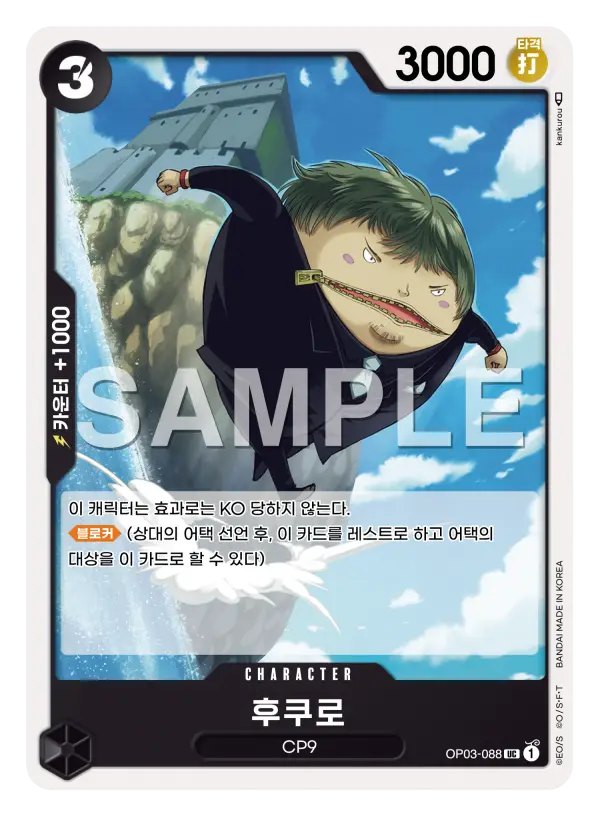 3
3000
타격
打
kankurou
⚡카운터 +1000
SAMPLE
이 캐릭터는 효과로는 KO 당하지 않는다.
블로커 (상대의 어택 선언 후, 이 카드를 레스트로 하고 어택의
대상을 이 카드로 할 수 있다)
CHARACTER
후쿠로
CP9
OP03-088 UC 1
©EO/S ©O/S·F·T BANDAI MADE IN KOREA